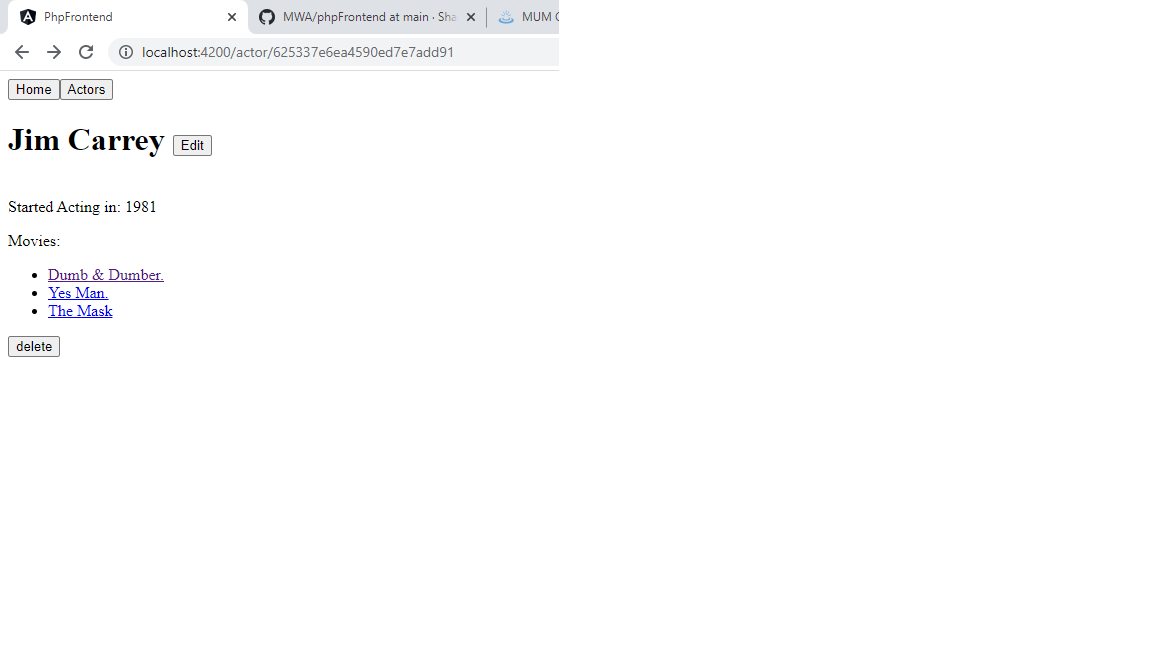 PhpFrontend
MWA/phpFrontend at main · Sha
MUM
localhost:4200/actor/625337e6ea4590ed7e7add91
Home Actors
Jim Carrey Edit
Started Acting in: 1981
Movies:
Dumb & Dumber.
Yes Man.
The Mask
delete